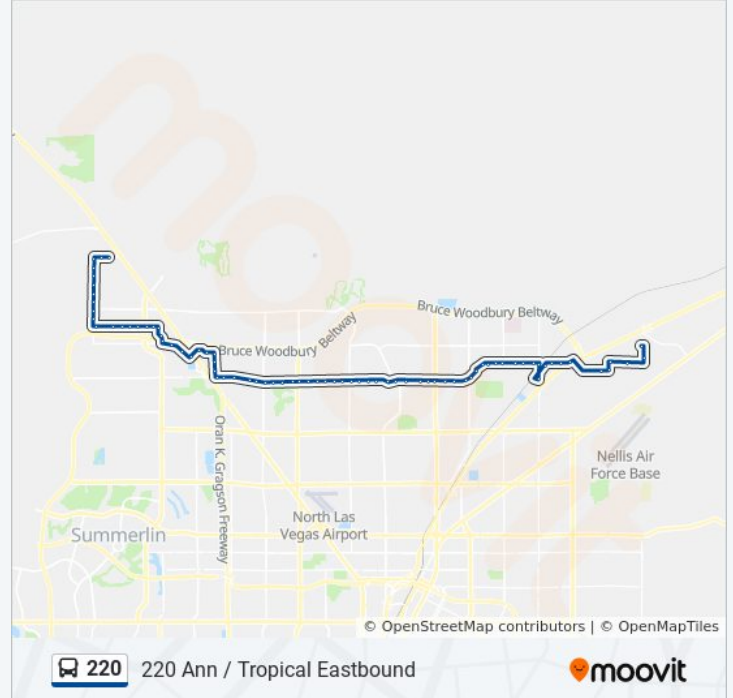 Bruce Woodbury Beltway
Bruce Woodbury Beltway
Oran K. Gragson Freeway
Nellis Air
Force Base
North Las
Vegas Airport
Summerlin
© OpenStreetMap contributors | © OpenMapTiles
220 220 Ann / Tropical Eastbound
moovit
moovit